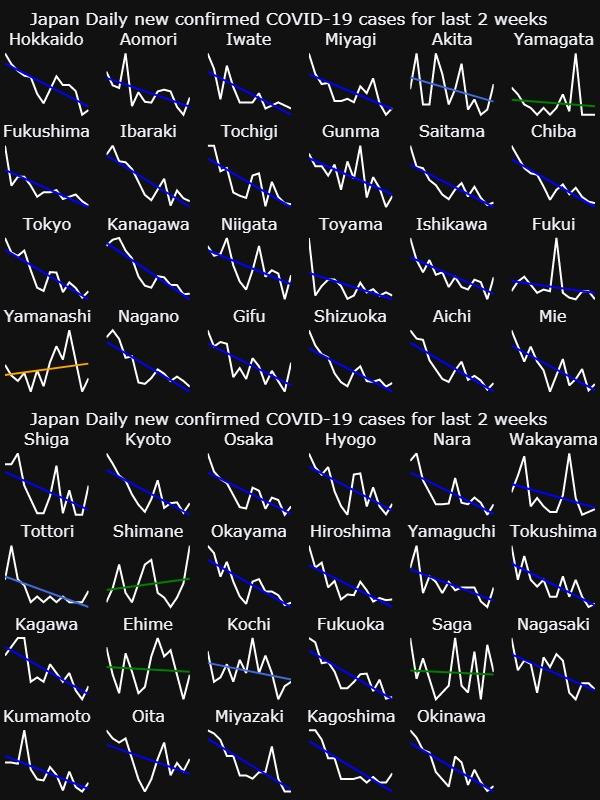 Japan Daily new confirmed COVID-19 cases for last 2 weeks
Hokkaido Aomori Iwate Miyagi Akita Yamagata
Fukushima Ibaraki Tochigi Gunma Saitama Chiba
Tokyo Kanagawa Niigata Toyama Ishikawa Fukui
Yamanashi Nagano Gifu Shizuoka Aichi Mie
Japan Daily new confirmed COVID-19 cases for last 2 weeks
Shiga Kyoto Osaka Hyogo Nara Wakayama
Tottori Shimane Okayama Hiroshima Yamaguchi Tokushima
Kagawa Ehime Kochi Fukuoka Saga Nagasaki
Kumamoto Oita Miyazaki Kagoshima Okinawa